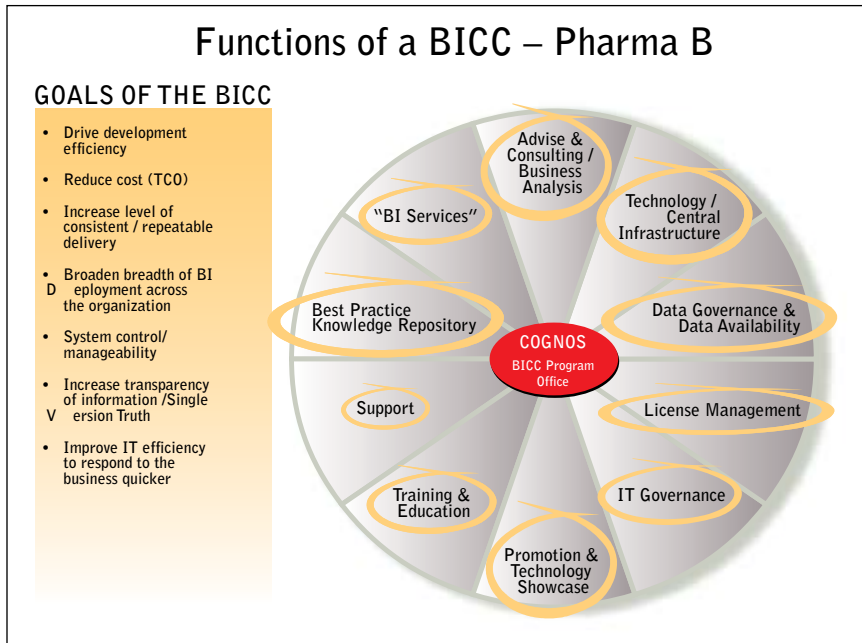 Functions of a BICC – Pharma B
GOALS OF THE BICC
• Drive development
efficiency
• Reduce cost (TCO)
• Increase level of
consistent / repeatable
delivery
• Broaden breadth of BI
D eployment across
the organization
• System control/
manageability
• Increase transparency
of information /Single
V ersion Truth
• Improve IT efficiency
to respond to the
business quicker
Advise &
Consulting /
Business
Analysis
Technology /
Central
Infrastructure
Data Governance &
Data Availability
License Management
IT Governance
Promotion &
Technology
Showcase
Training &
Education
Support
Best Practice
Knowledge Repository
"BI Services"
COGNOS
BICC Program
Office